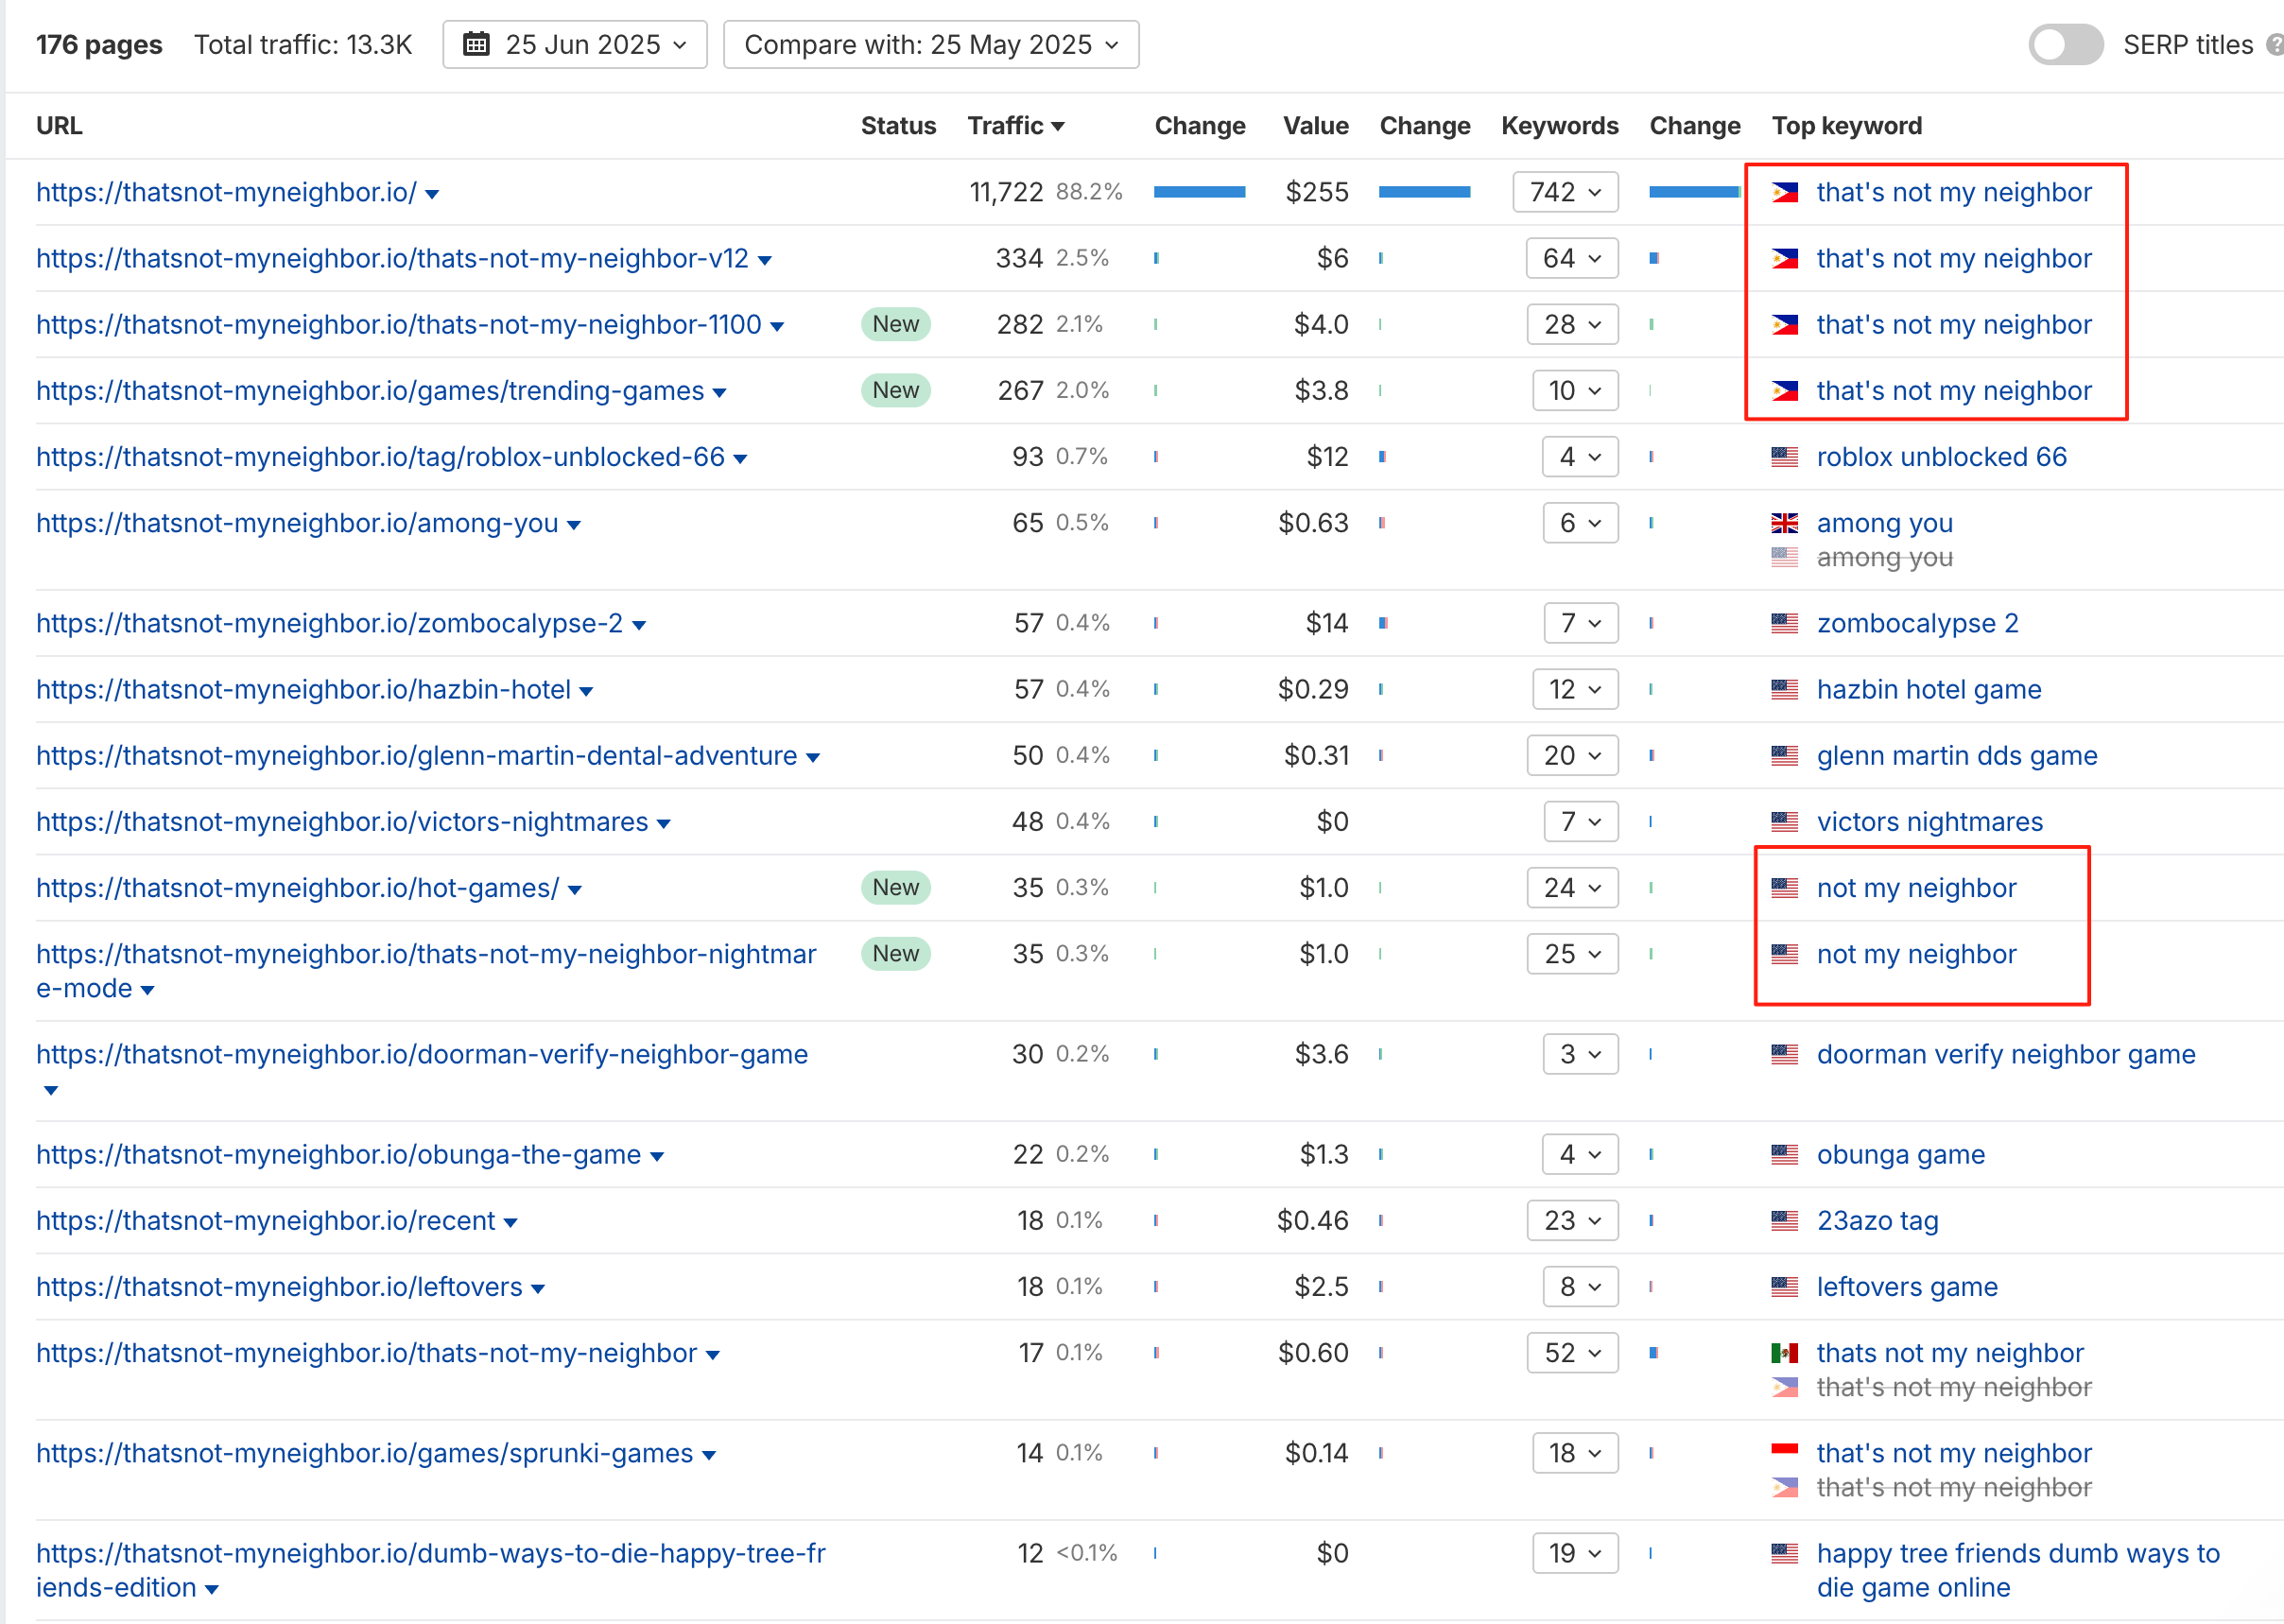 176 pages Total traffic: 13.3K 25 Jun 2025 Compare with: 25 May 2025 SERP titles ?
URL Status Traffic Change Value Change Keywords Change Top keyword
https://thatsnot-myneighbor.io/ 11,722 88.2% $255 742 that's not my neighbor
https://thatsnot-myneighbor.io/thats-not-my-neighbor-v12 334 2.5% $6 64 that's not my neighbor
https://thatsnot-myneighbor.io/thats-not-my-neighbor-1100 New 282 2.1% $4.0 28 that's not my neighbor
https://thatsnot-myneighbor.io/games/trending-games New 267 2.0% $3.8 10 that's not my neighbor
https://thatsnot-myneighbor.io/tag/roblox-unblocked-66 93 0.7% $12 4 roblox unblocked 66
https://thatsnot-myneighbor.io/among-you 65 0.5% $0.63 6 among you
among you
https://thatsnot-myneighbor.io/zombocalypse-2 57 0.4% $14 7 zombocalypse 2
https://thatsnot-myneighbor.io/hazbin-hotel 57 0.4% $0.29 12 hazbin hotel game
https://thatsnot-myneighbor.io/glenn-martin-dental-adventure 50 0.4% $0.31 20 glenn martin dds game
https://thatsnot-myneighbor.io/victors-nightmares 48 0.4% $0 7 victors nightmares
https://thatsnot-myneighbor.io/hot-games/ New 35 0.3% $1.0 24 not my neighbor
https://thatsnot-myneighbor.io/thats-not-my-neighbor-nightmar New 35 0.3% $1.0 25 not my neighbor
e-mode
https://thatsnot-myneighbor.io/doorman-verify-neighbor-game 30 0.2% $3.6 3 doorman verify neighbor game
https://thatsnot-myneighbor.io/obunga-the-game 22 0.2% $1.3 4 obunga game
https://thatsnot-myneighbor.io/recent 18 0.1% $0.46 23 23azo tag
https://thatsnot-myneighbor.io/leftovers 18 0.1% $2.5 8 leftovers game
https://thatsnot-myneighbor.io/thats-not-my-neighbor 17 0.1% $0.60 52 thats not my neighbor
that's not my neighbor
https://thatsnot-myneighbor.io/games/sprunki-games 14 0.1% $0.14 18 that's not my neighbor
that's not my neighbor
https://thatsnot-myneighbor.io/dumb-ways-to-die-happy-tree-fr 12 <0.1% $0 19 happy tree friends dumb ways to
iends-edition die game online